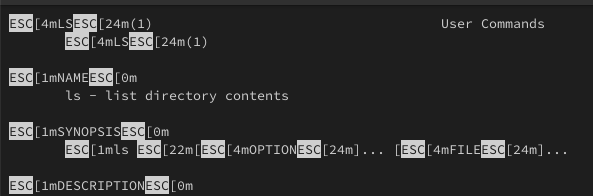 ESC[4mLSESC[24m(1) User Commands
ESC[4mLSESC[24m(1)
ESC[1mNAMEESC[0m
ls - list directory contents
ESC[1mSYNOPSISESC[0m
ESC[1mls ESC[22m[ESC[4mOPTIONESC[24m]... [ESC[4mFILEESC[24m]...
ESC[1mDESCRIPTIONESC[0m